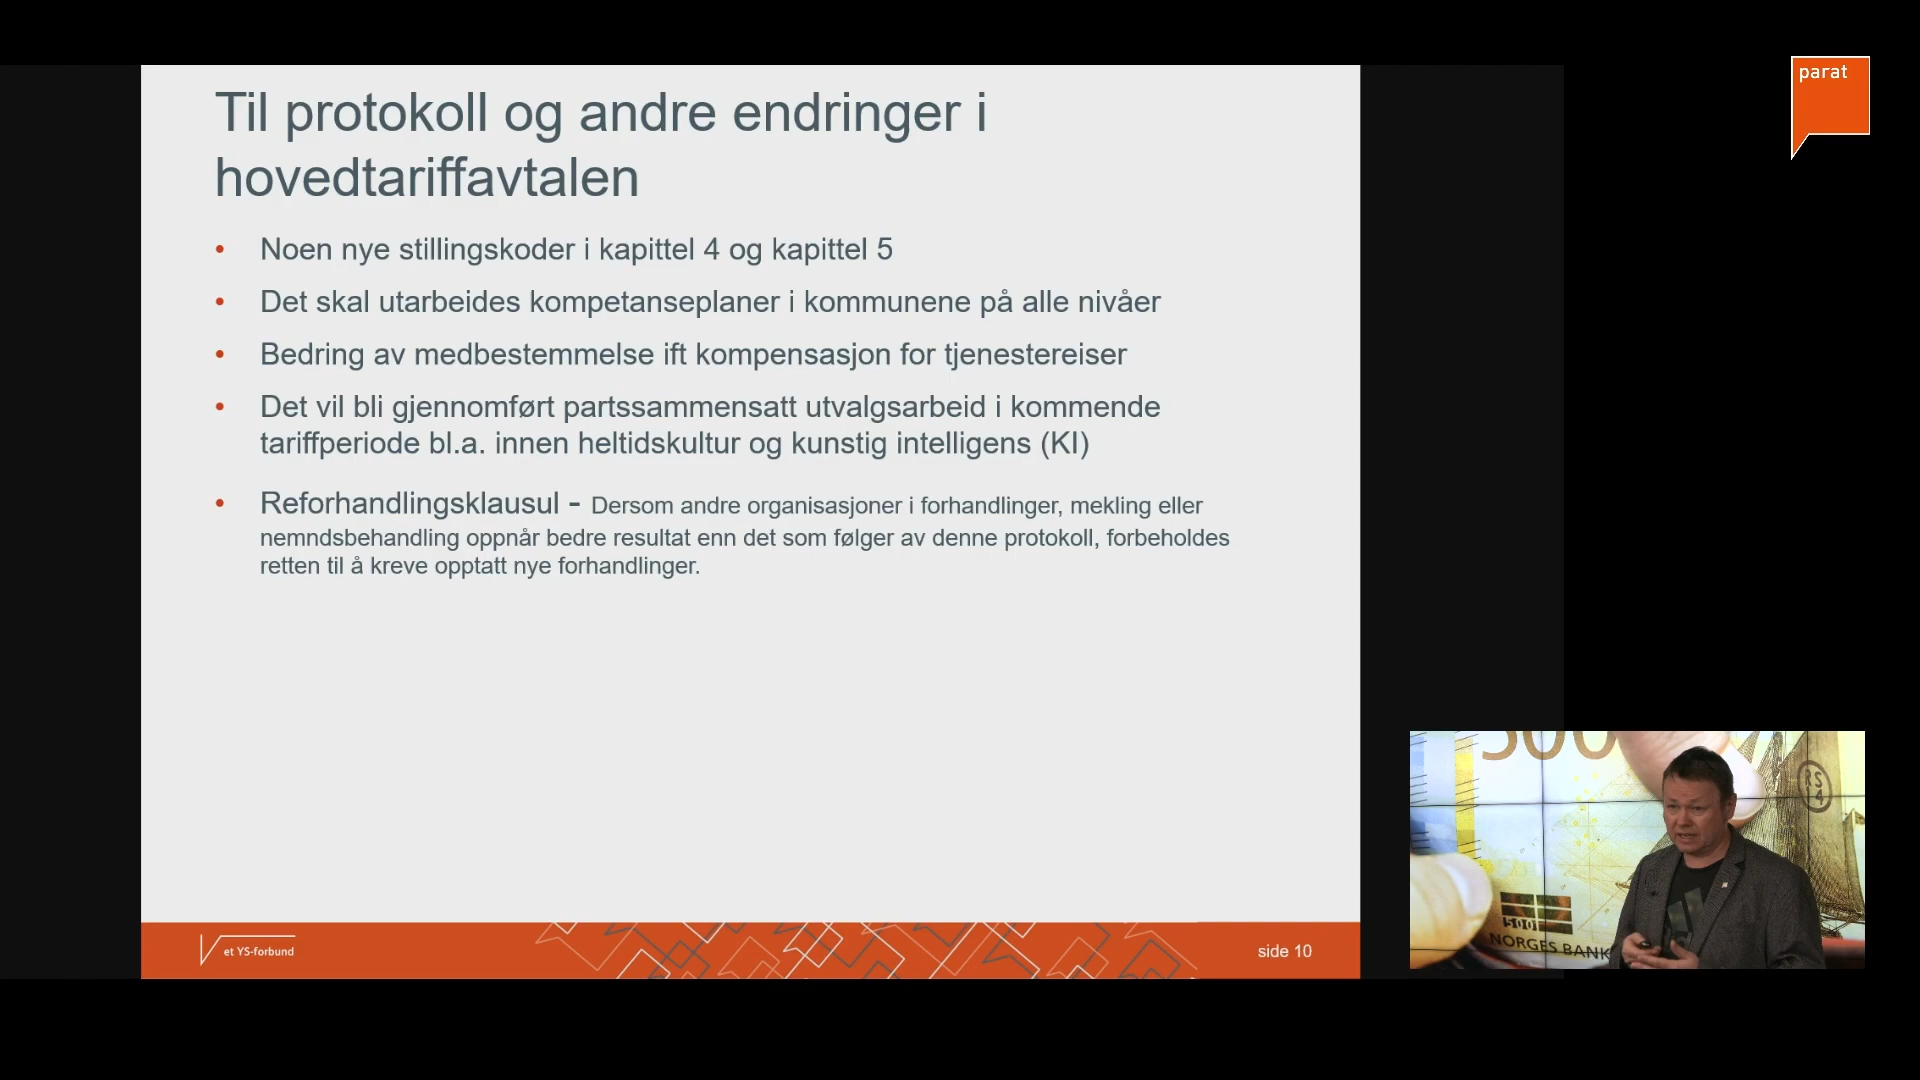 parat
Til protokoll og andre endringer i
hovedtariffavtalen
• Noen nye stillingskoder i kapittel 4 og kapittel 5
• Det skal utarbeides kompetanseplaner i kommunene på alle nivåer
• Bedring av medbestemmelse ift kompensasjon for tjenestereiser
• Det vil bli gjennomført partssammensatt utvalgsarbeid i kommende
tariffperiode bl.a. innen heltidskultur og kunstig intelligens (KI)
• Reforhandlingsklausul - Dersom andre organisasjoner i forhandlinger, mekling eller
nemndsbehandling oppnår bedre resultat enn det som følger av denne protokoll, forbeholdes
retten til å kreve opptatt nye forhandlinger.
et YS-forbund
side 10
500
RS
14
500
NORGES BANK